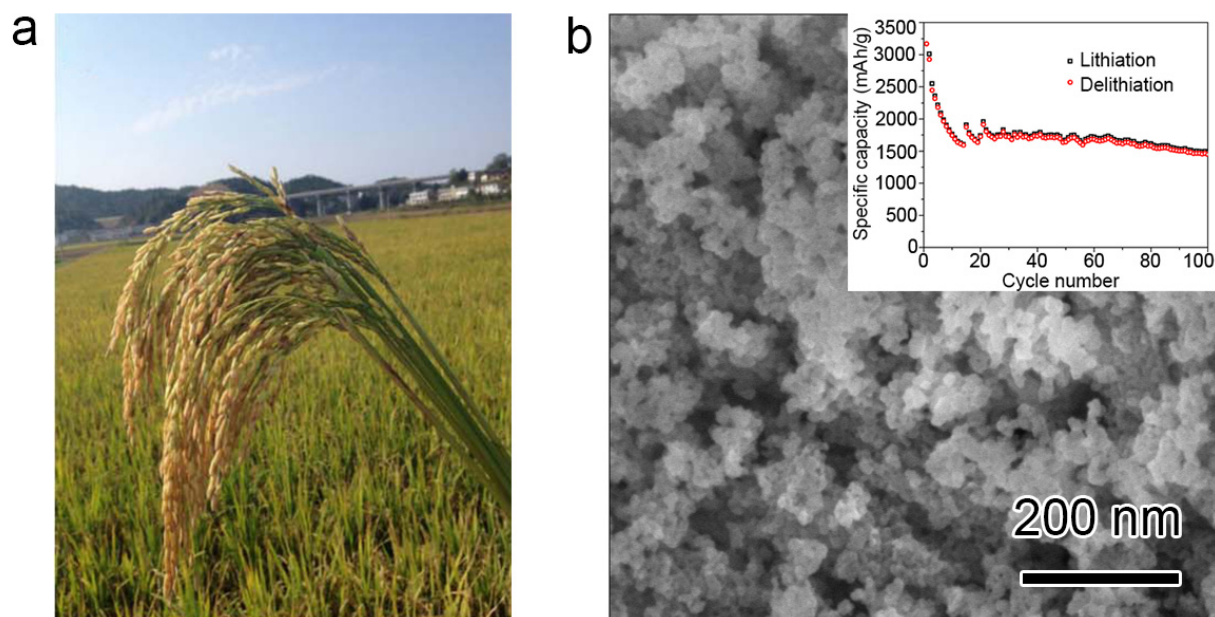 a
b
3500
3000
2500
2000
1500
1000
500
0
Specific capacity (mAh/g)
Lithiation
Delithiation
0 20 40 60 80 100
Cycle number
200 nm